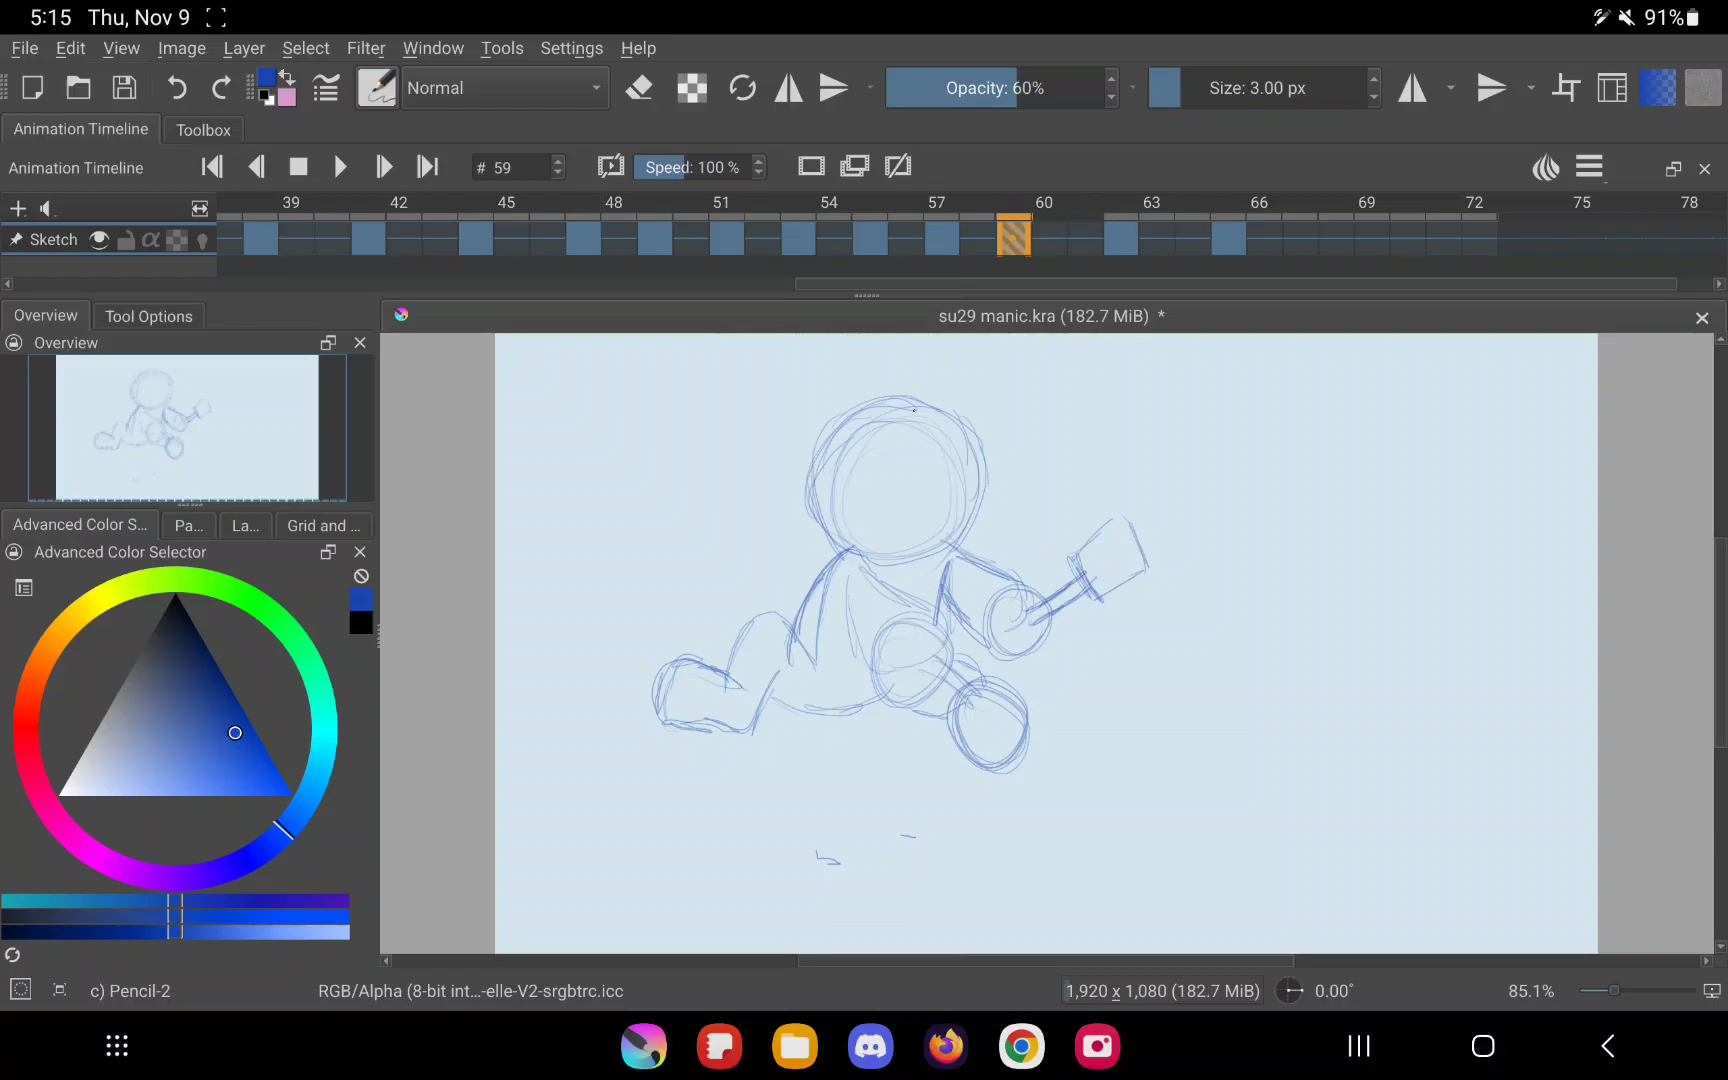 5:15 Thu, Nov 9 91%
File Edit View Image Layer Select Filter Window Tools Settings Help
Normal Opacity: 60% Size: 3.00 px
Animation Timeline Toolbox
Animation Timeline # 59 Speed: 100 %
39 42 45 48 51 54 57 60 63 66 69 72 75 78
Sketch
Overview Tool Options su29 manic.kra (182.7 MiB) *
Overview
Advanced Color S... Pa... La... Grid and ...
Advanced Color Selector
c) Pencil-2 RGB/Alpha (8-bit int...-elle-V2-srgbtrc.icc 1,920 x 1,080 (182.7 MiB) 0.00° 85.1%